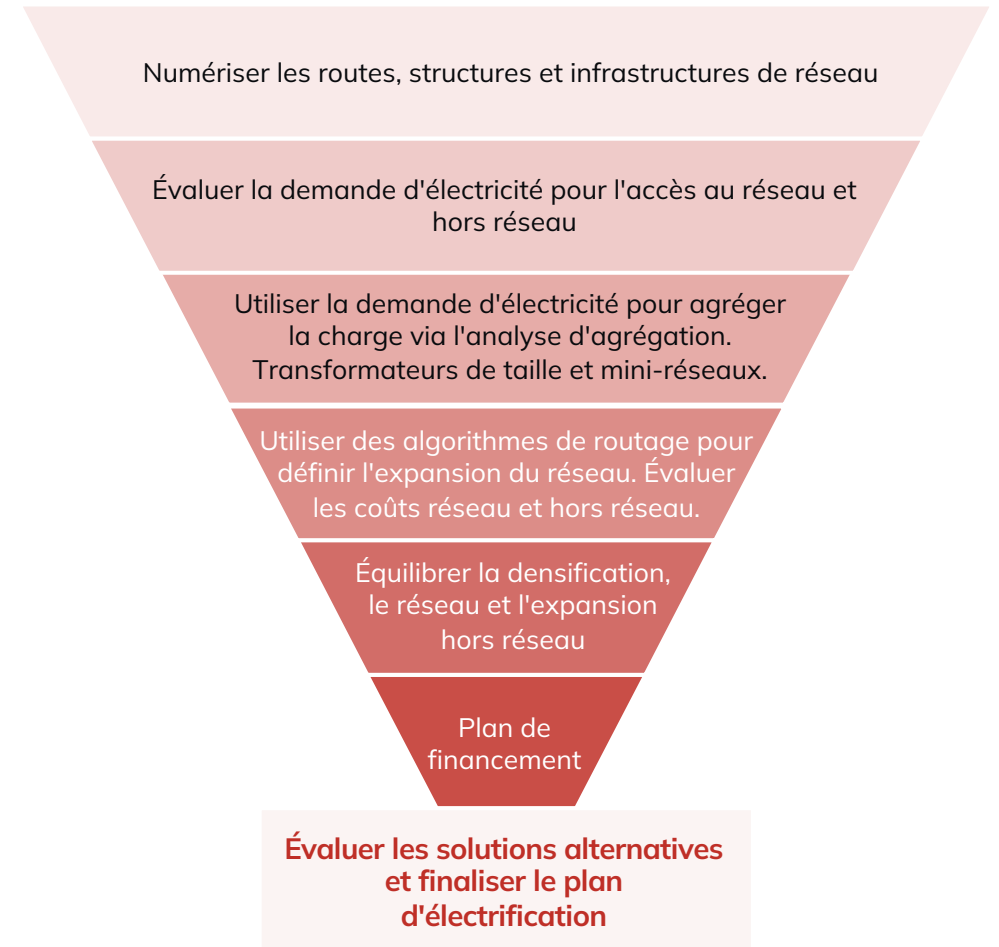 Numériser les routes, structures et infrastructures de réseau
Évaluer la demande d'électricité pour l'accès au réseau et
hors réseau
Utiliser la demande d'électricité pour agréger
la charge via l'analyse d'agrégation.
Transformateurs de taille et mini-réseaux.
Utiliser des algorithmes de routage pour
définir l'expansion du réseau. Évaluer
les coûts réseau et hors réseau.
Équilibrer la densification,
le réseau et l'expansion
hors réseau
Plan de
financement
Évaluer les solutions alternatives
et finaliser le plan
d'électrification